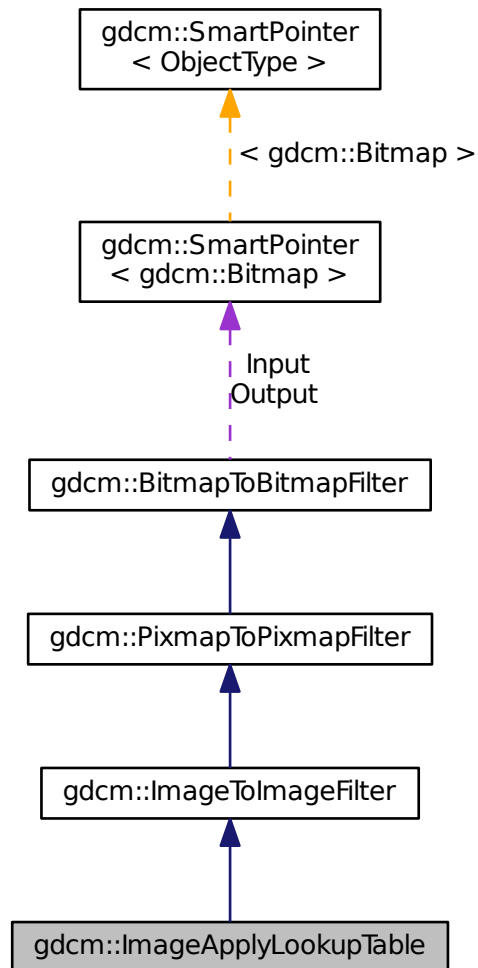 gdcm::SmartPointer
< ObjectType >
< gdcm::Bitmap >
gdcm::SmartPointer
< gdcm::Bitmap >
Input
Output
gdcm::BitmapToBitmapFilter
gdcm::PixmapToPixmapFilter
gdcm::ImageToImageFilter
gdcm::ImageApplyLookupTable